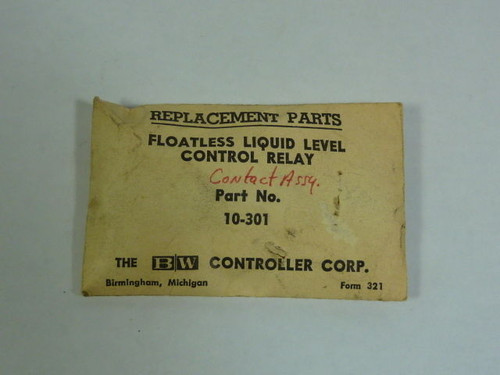 REPLACEMENT PARTS
FLOATLESS LIQUID LEVEL
CONTROL RELAY
Contact Assy.
Part No.
10-301
THE B/W CONTROLLER CORP.
Birmingham, Michigan Form 321